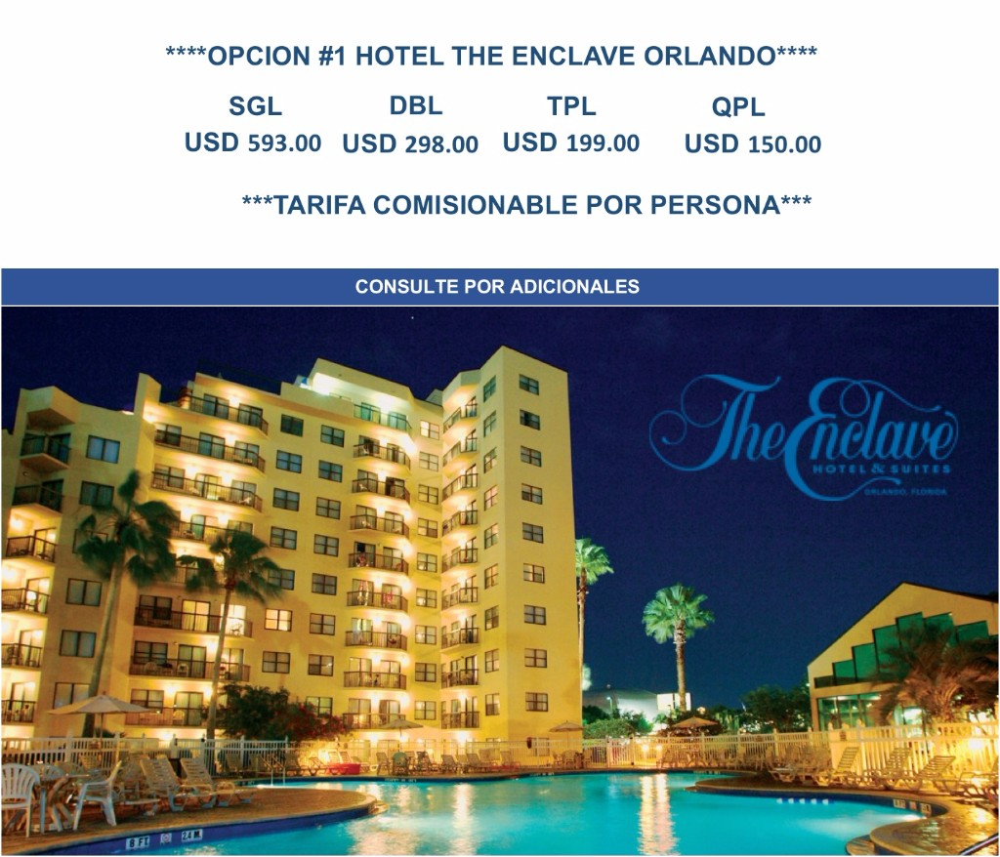 ****OPCION #1 HOTEL THE ENCLAVE ORLANDO****
SGL DBL TPL QPL
USD 593.00 USD 298.00 USD 199.00 USD 150.00
***TARIFA COMISIONABLE POR PERSONA***
CONSULTE POR ADICIONALES
The Enclave
HOTEL & SUITES
ORLANDO, FLORIDA
8 FT 2.4 M.